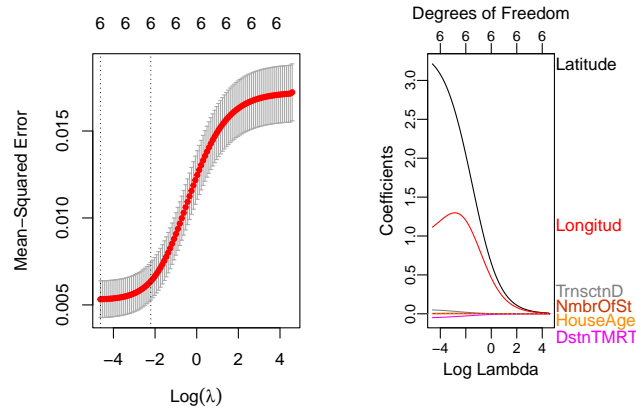 6 6 6 6 6 6 6 6
Mean−Squared Error
0.005 0.010 0.015
−4 −2 0 2 4
Log(λ)
Degrees of Freedom
6 6 6 6 6
Coefficients
0.0 0.5 1.0 1.5 2.0 2.5 3.0
−4 0 2 4
Log Lambda
Latitude
Longitud
TrnsctnD
NmbrOfSt
HouseAge
DstnTMRT